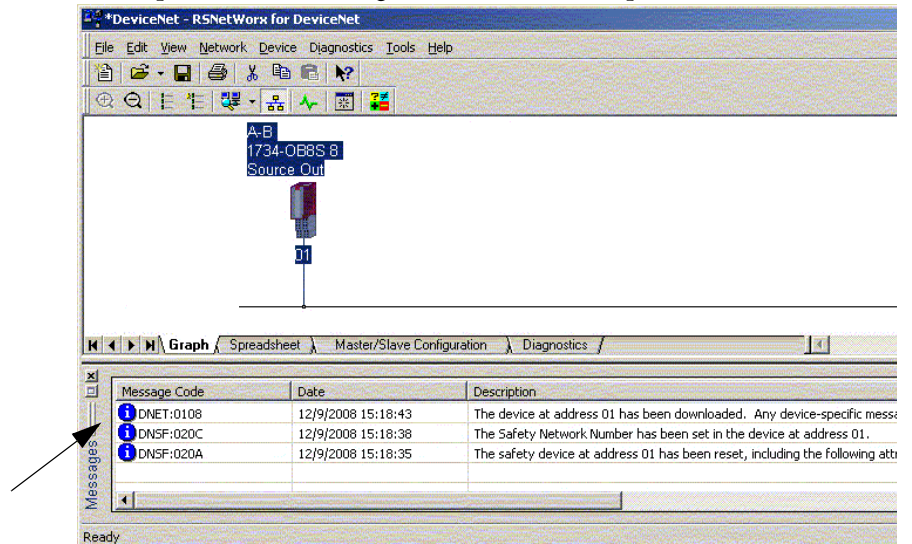 *DeviceNet - RSNetWorx for DeviceNet
File Edit View Network Device Diagnostics Tools Help
A-B
1734-OB8S 8
Source Out
01
Graph Spreadsheet Master/Slave Configuration Diagnostics
Message Code Date Description
DNET:0108 12/9/2008 15:18:43 The device at address 01 has been downloaded. Any device-specific messa
DNSF:020C 12/9/2008 15:18:38 The Safety Network Number has been set in the device at address 01.
DNSF:020A 12/9/2008 15:18:35 The safety device at address 01 has been reset, including the following attr
Messages
Ready